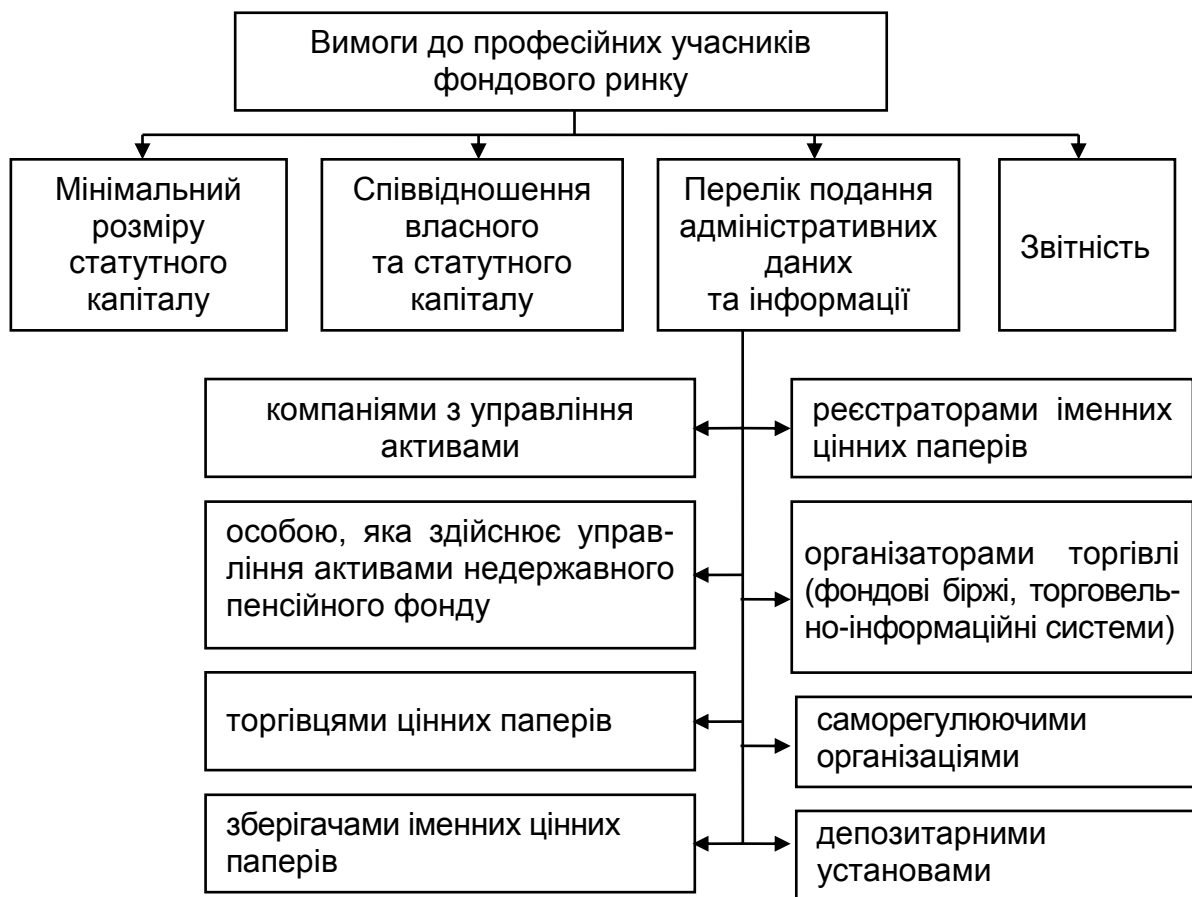 Вимоги до професійних учасників
фондового ринку
Мінімальний
розміру
статутного
капіталу
Співвідношення
власного
та статутного
капіталу
Перелік подання
адміністративних
даних
та інформації
Звітність
компаніями з управління
активами
реєстраторами іменних
цінних паперів
особою, яка здійснює управ-
ління активами недержавного
пенсійного фонду
організаторами торгівлі
(фондові біржі, торговель-
но-інформаційні системи)
торгівцями цінних паперів
саморегулюючими
організаціями
зберігачами іменних цінних
паперів
депозитарними
установами